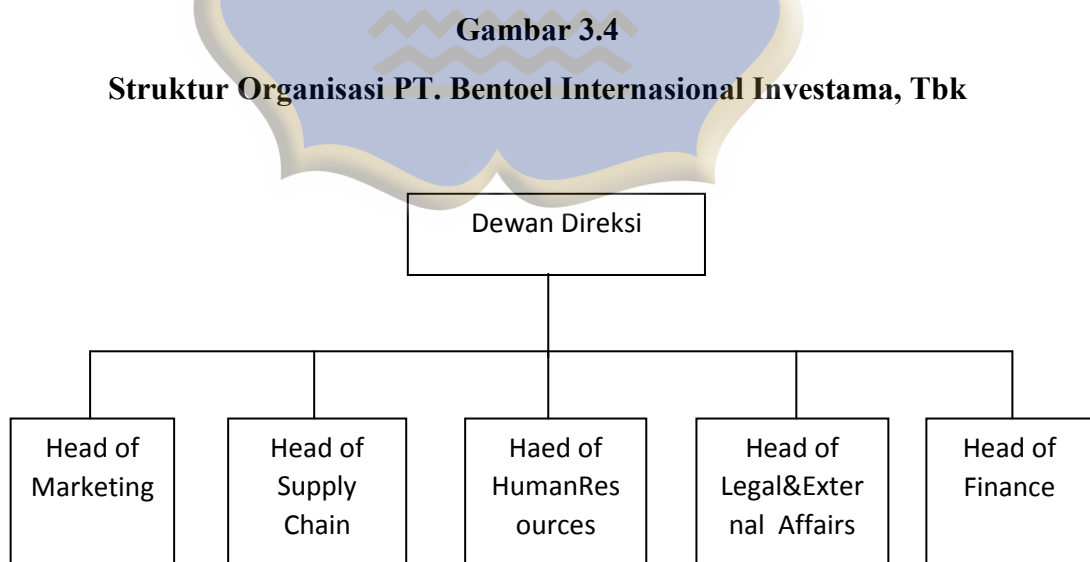 Gambar 3.4
Struktur Organisasi PT. Bentoel Internasional Investama, Tbk
Dewan Direksi
Head of
Marketing
Head of
Supply
Chain
Haed of
HumanRes
ources
Head of
Legal&Exter
nal Affairs
Head of
Finance